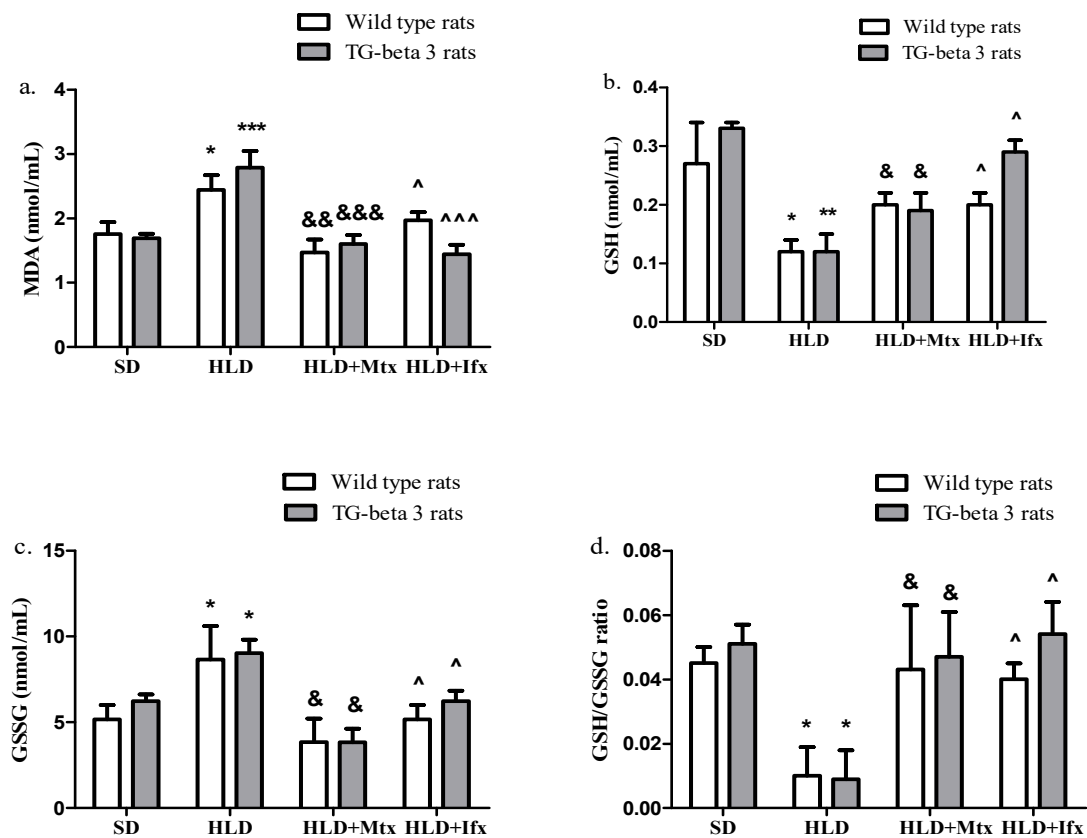 Wild type rats
TG-beta 3 rats
a.
4
3
2
1
0
MDA (nmol/mL)
*
***
&&
&&&
^
^^^
SD HLD HLD+Mtx HLD+Ifx
Wild type rats
TG-beta 3 rats
b.
0.4
0.3
0.2
0.1
0.0
GSH (nmol/mL)
*
**
&
&
^
^
SD HLD HLD+Mtx HLD+Ifx
Wild type rats
TG-beta 3 rats
c.
15
10
5
0
GSSG (nmol/mL)
*
*
&
&
^
^
SD HLD HLD+Mtx HLD+Ifx
Wild type rats
TG-beta 3 rats
d.
0.08
0.06
0.04
0.02
0.00
GSH/GSSG ratio
*
*
&
&
^
^
SD HLD HLD+Mtx HLD+Ifx